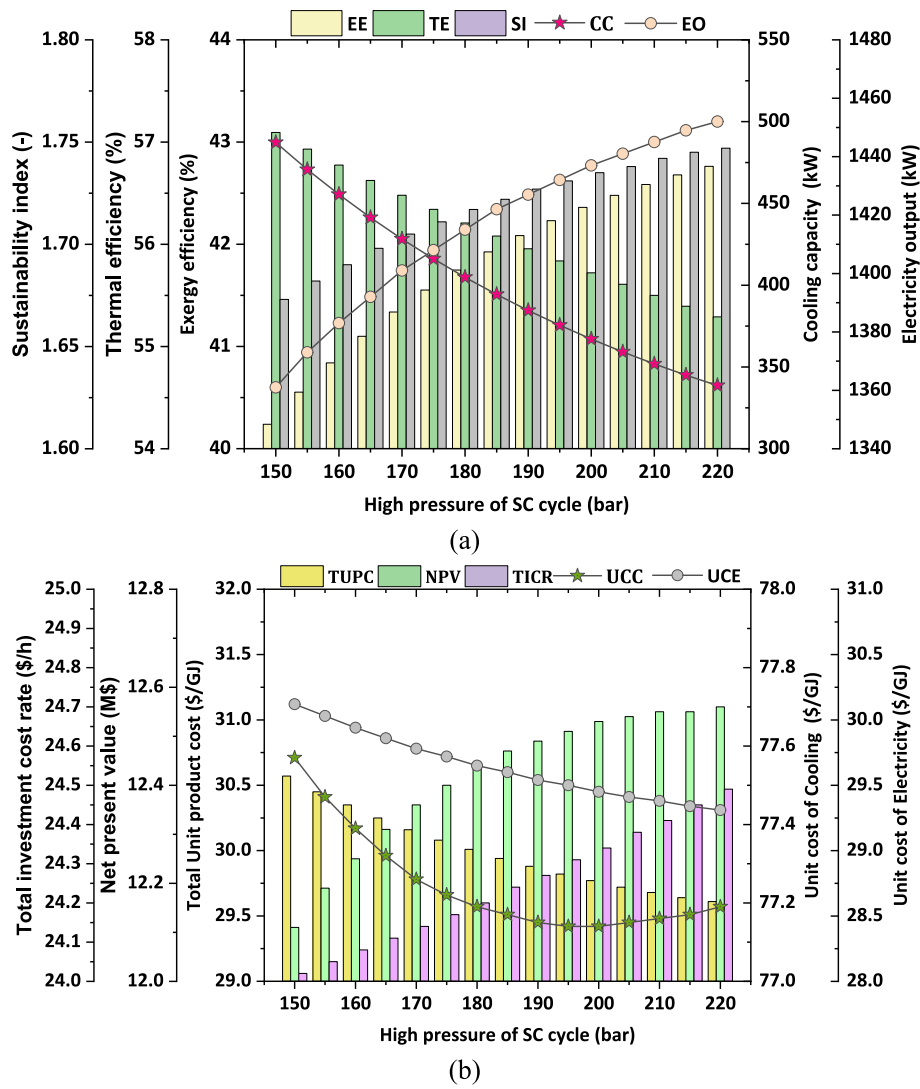 EE TE SI CC EO
1.80 58 44 550 1480
1460
1.75 57 43 500
1440
450
1420
1.70 56 42 400 1400
350 1380
1.65 55 41
1360
1.60 54 40 300 1340
Sustainability index (-)
Thermal efficiency (%)
Exergy efficiency (%)
Cooling capacity (kW)
Electricity output (kW)
150 160 170 180 190 200 210 220
High pressure of SC cycle (bar)
(a)
TUPC NPV TICR UCC UCE
25.0 12.8 32.0 78.0 31.0
24.9
31.5 30.5
24.8 77.8
24.7 12.6 31.0 30.0
24.6 77.6
24.5 12.4 30.5 29.5
24.4 77.4
24.3 30.0 29.0
24.2 12.2 77.2
29.5 28.5
24.1
24.0 12.0 29.0 77.0 28.0
Total investment cost rate ($/h)
Net present value (M$)
Total Unit product cost ($/GJ)
Unit cost of Cooling ($/GJ)
Unit cost of Electricity ($/GJ)
150 160 170 180 190 200 210 220
High pressure of SC cycle (bar)
(b)